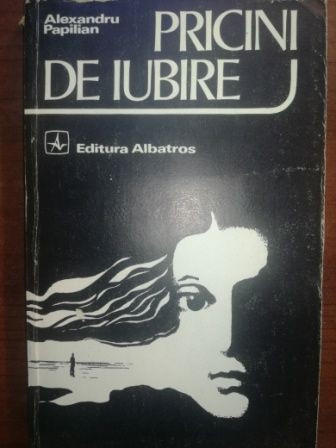 Alexandru
Papilian
PRICINI
DE IUBIRE
Editura Albatros